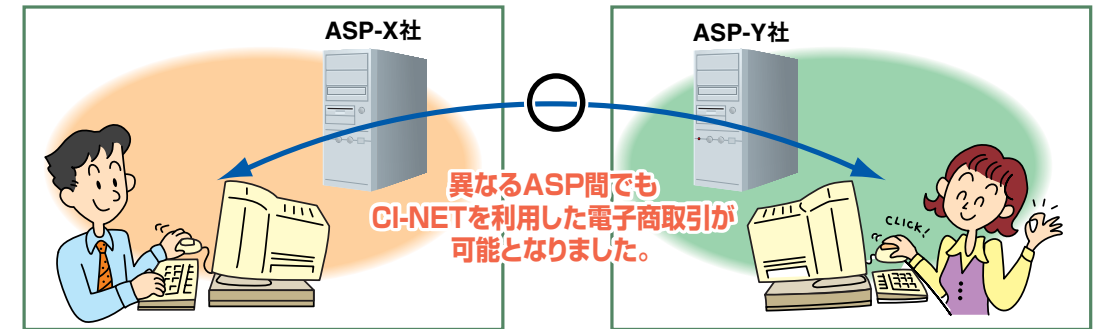 ASP-X社
ASP-Y社
異なるASP間でも
CI-NETを利用した電子商取引が
可能となりました。
CLICK!